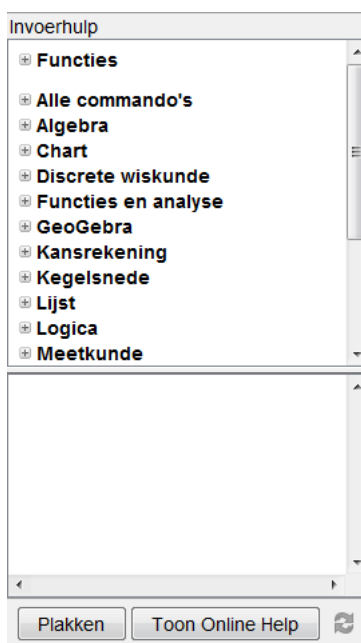 Invoerhulp
Functies
Alle commando's
Algebra
Chart
Discrete wiskunde
Functies en analyse
GeoGebra
Kansrekening
Kegelsnede
Lijst
Logica
Meetkunde
Plakken Toon Online Help